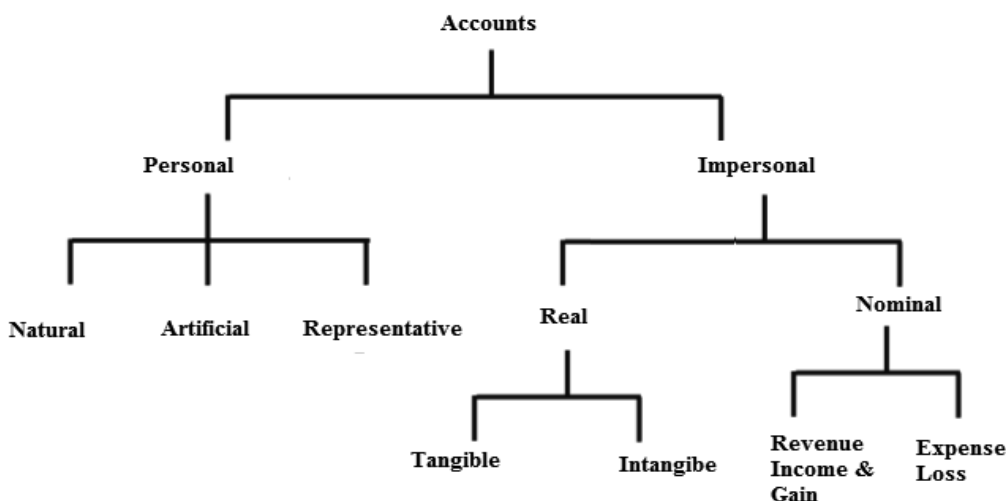 Accounts
Personal
Impersonal
Natural
Artificial
Representative
Real
Nominal
Tangible
Intangibe
Revenue
Income &
Gain
Expense
Loss